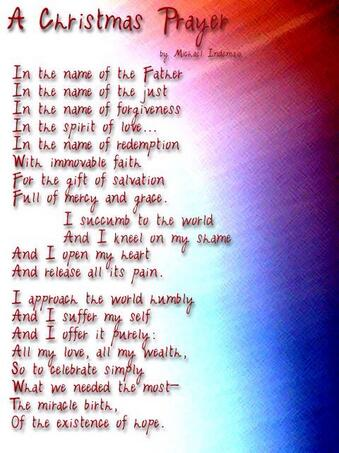 A Christmas Prayer
by Michael Indemaio
In the name of the Father
In the name of the just
In the name of forgiveness
In the spirit of love...
In the name of redemption
With immovable faith
For the gift of salvation
Full of mercy and grace.
I succumb to the world
And I kneel on my shame
And I open my heart
And release all its pain.
I approach the world humbly
And I suffer my self
And I offer it purely:
All my love, all my wealth,
So to celebrate simply
What we needed the most—
The miracle birth,
Of the existence of hope.